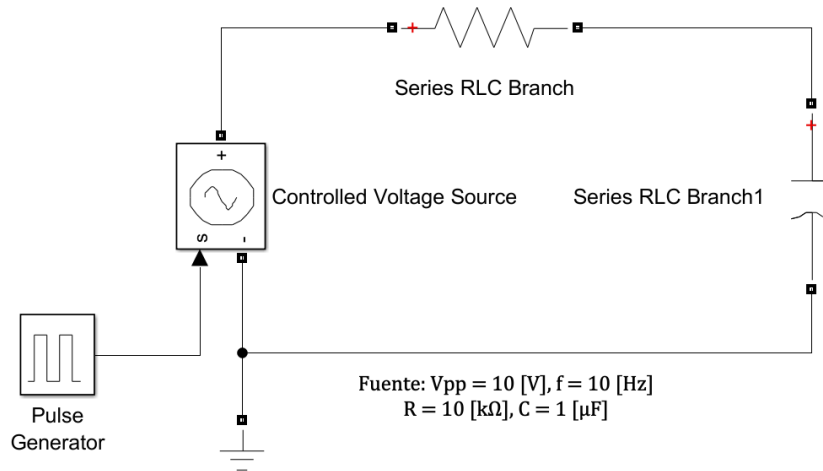 Series RLC Branch
+
Controlled Voltage Source
Series RLC Branch1
s -
Pulse
Generator
Fuente: Vpp = 10 [V], f = 10 [Hz]
R = 10 [kΩ], C = 1 [μF]